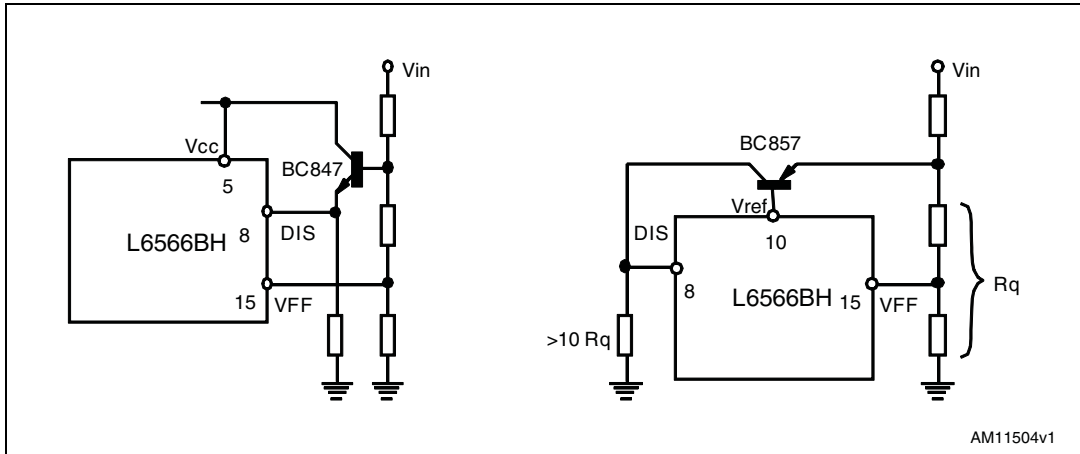 Vin
Vcc
5
BC847
L6566BH
8
DIS
15
VFF
Vin
BC857
Vref
10
DIS
8
L6566BH
15
VFF
Rq
>10 Rq
AM11504v1